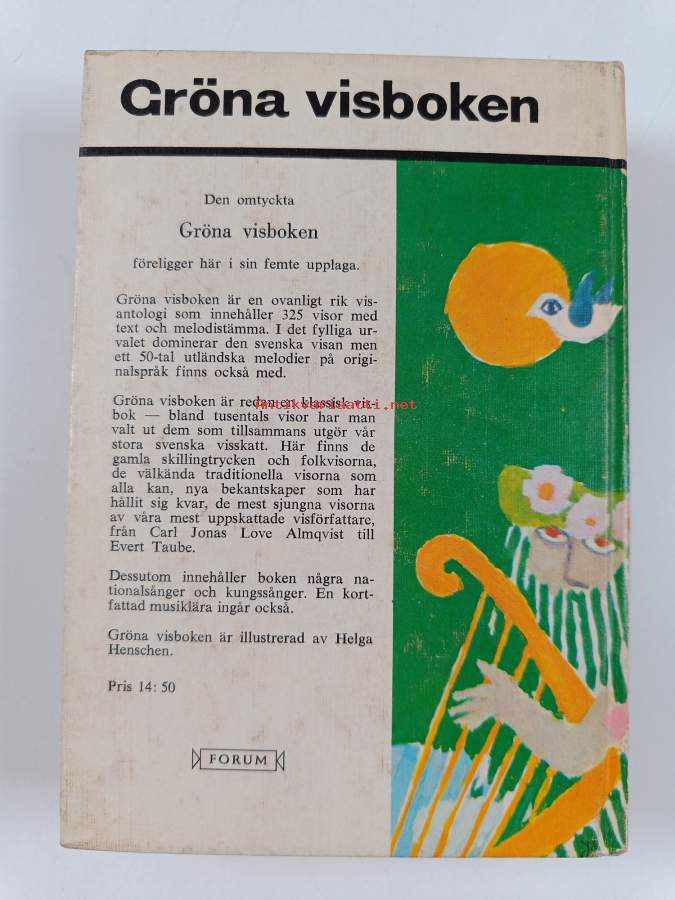 Gröna visboken
Den omtyckta
Gröna visboken
föreligger här i sin femte upplaga.
Gröna visboken är en ovanligt rik vis-
antologi som innehåller 325 visor med
text och melodistämma. I det fylliga ur-
valet dominerar den svenska visan men
ett 50-tal utländska melodier på origi-
nalspråk finns också med.
Gröna visboken är redan en klassisk vis-
Antikvariaatti.net
bok — bland tusentals visor har man
valt ut dem som tillsammans utgör vår
stora svenska visskatt. Här finns de
gamla skillingtrycken och folkvisorna,
de välkända traditionella visorna som
alla kan, nya bekantskaper som har
hållit sig kvar, de mest sjungna visorna
av våra mest uppskattade visförfattare,
från Carl Jonas Love Almqvist till
Evert Taube.
Dessutom innehåller boken några na-
tionalsånger och kungssånger. En kort-
fattad musiklära ingår också.
Gröna visboken är illustrerad av Helga
Henschen.
Pris 14: 50
FORUM